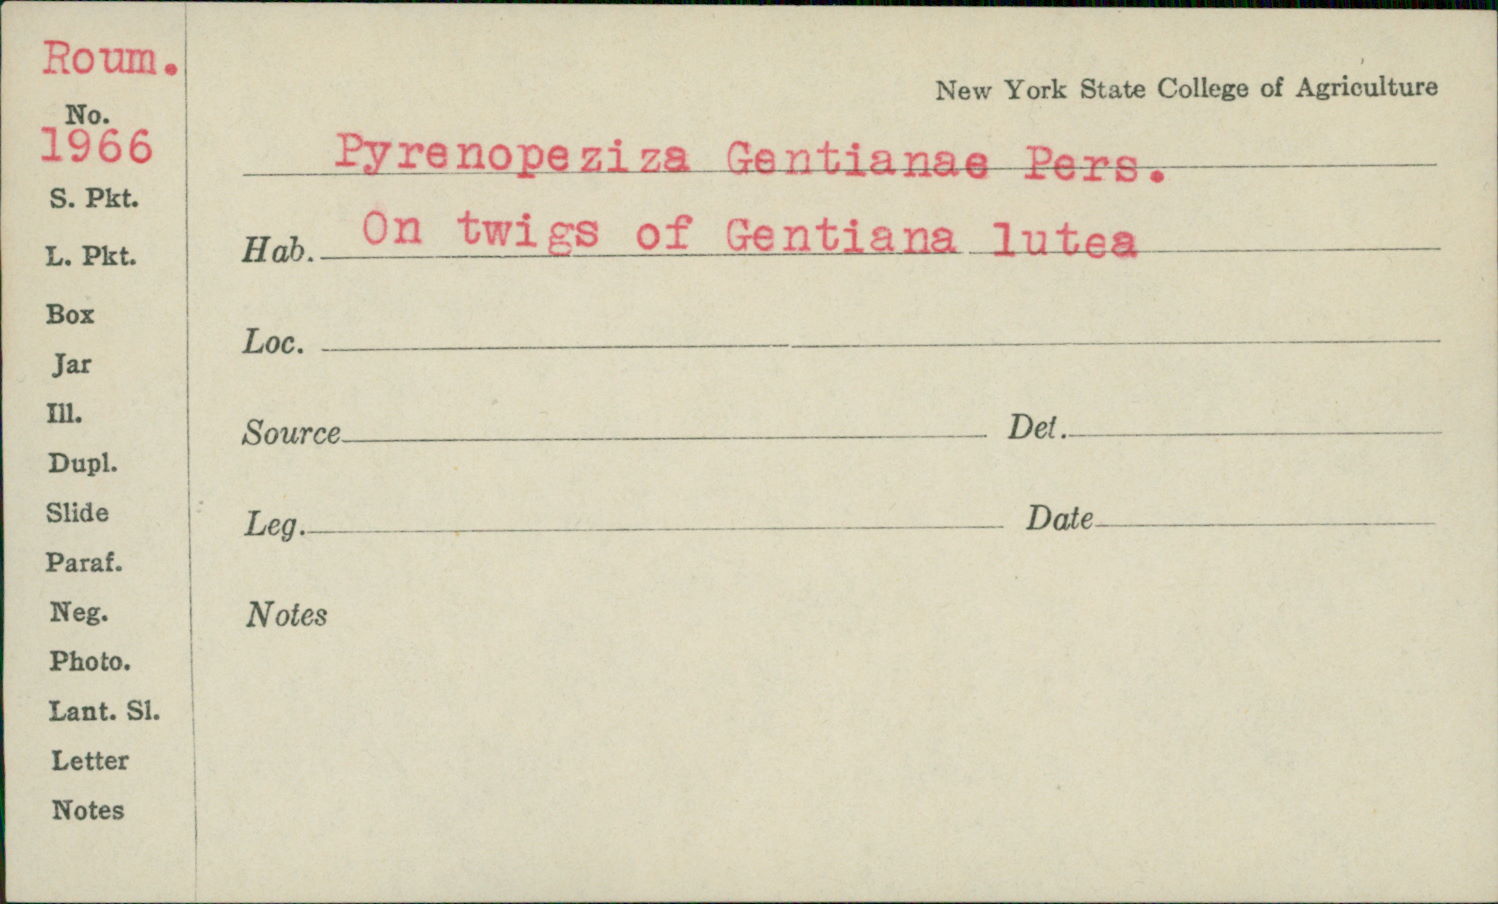 Roum.
No.
1966
S. Pkt.
L. Pkt.
Box
Jar
Ill.
Dupl.
Slide
Paraf.
Neg.
Photo.
Lant. Sl.
Letter
Notes
New York State College of Agriculture
Pyrenopeziza Gentianae Pers.
Hab. On twigs of Gentiana lutea
Loc.
Source Det.
Leg. Date
Notes